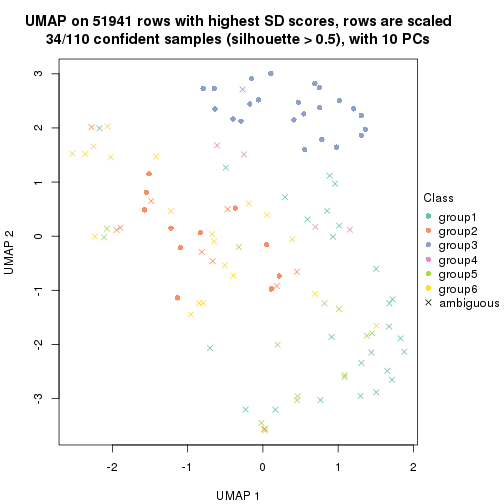 UMAP on 51941 rows with highest SD scores, rows are scaled
34/110 confident samples (silhouette > 0.5), with 10 PCs
3
2
1
0
-1
-2
-3
UMAP 2
-2
-1
0
1
2
UMAP 1
Class
group1
group2
group3
group4
group5
group6
ambiguous